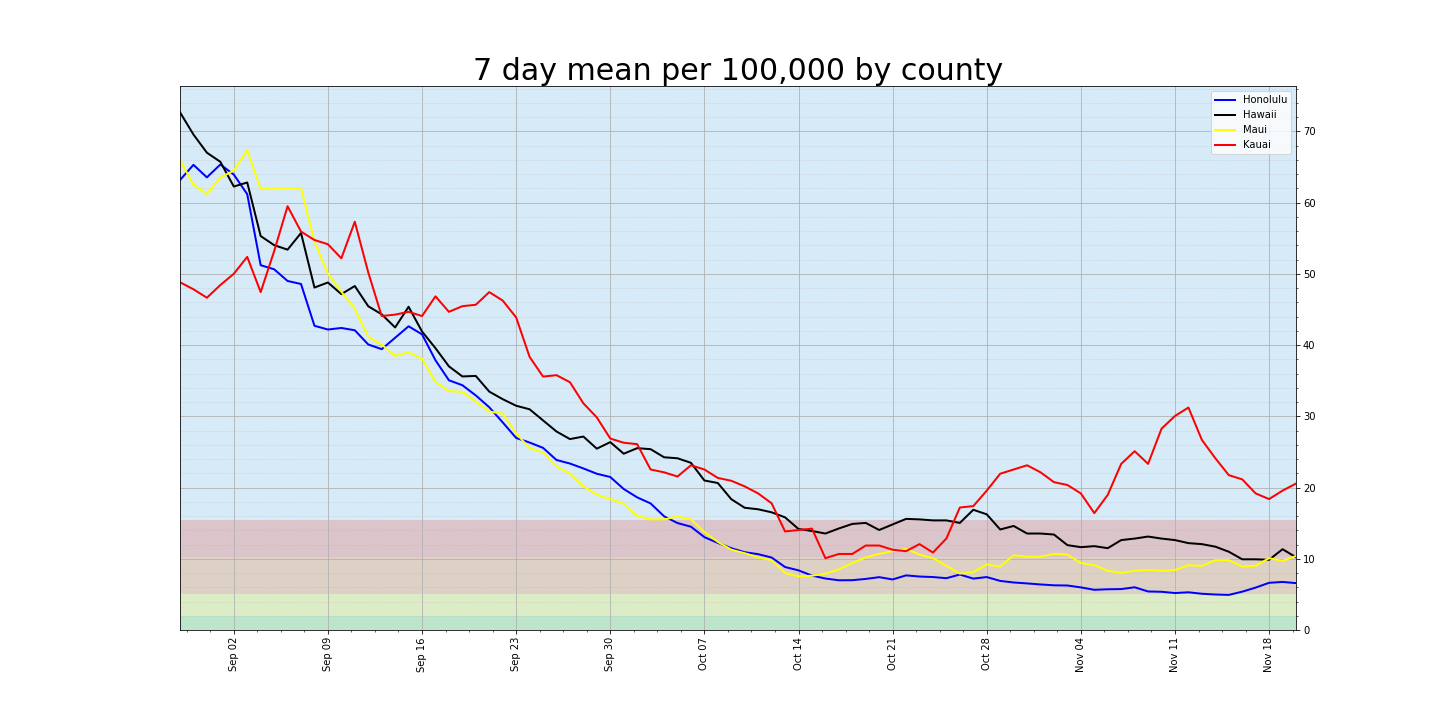 7 day mean per 100,000 by county
Honolulu
Hawaii
Maui
Kauai
70
60
50
40
30
20
10
0
Sep 02
Sep 09
Sep 16
Sep 23
Sep 30
Oct 07
Oct 14
Oct 21
Oct 28
Nov 04
Nov 11
Nov 18